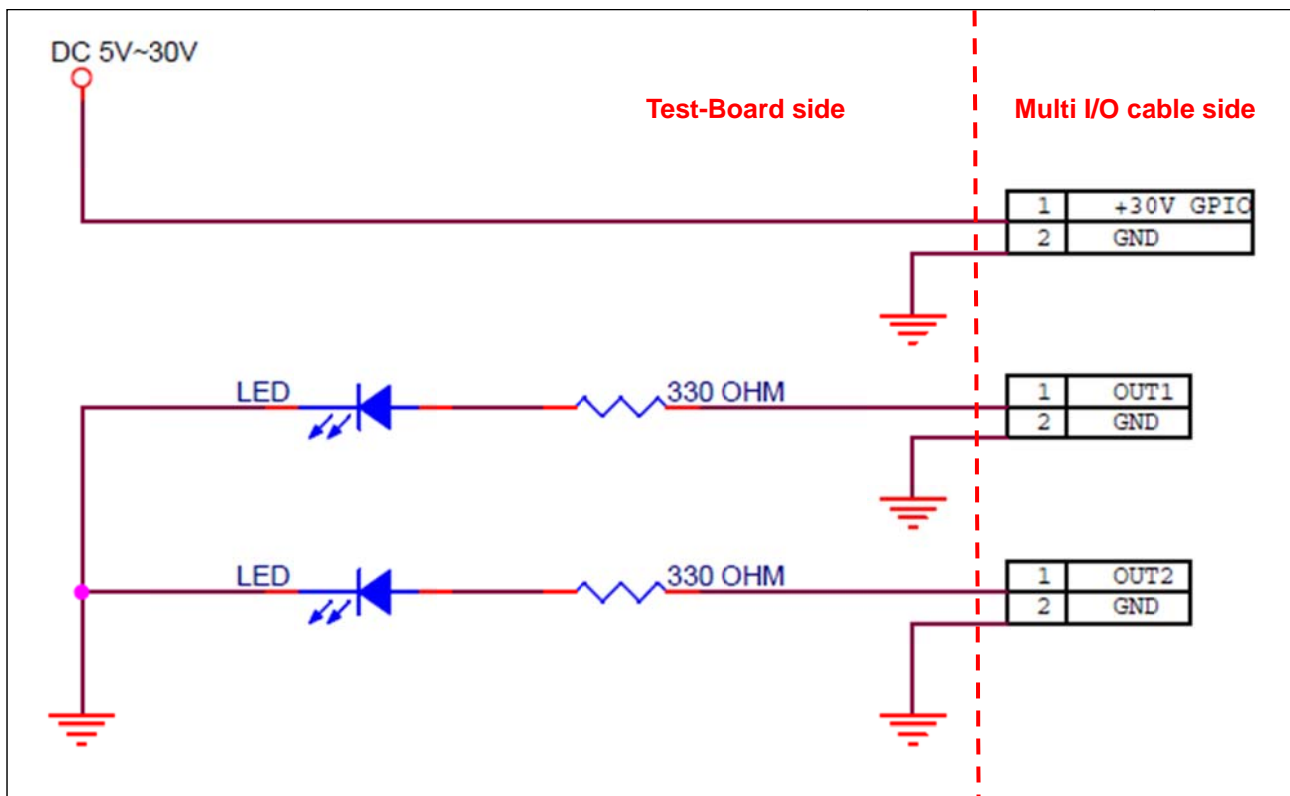 DC 5V~30V
Test-Board side
Multi I/O cable side
1 +30V GPIO
2 GND
LED
330 OHM
1 OUT1
2 GND
LED
330 OHM
1 OUT2
2 GND